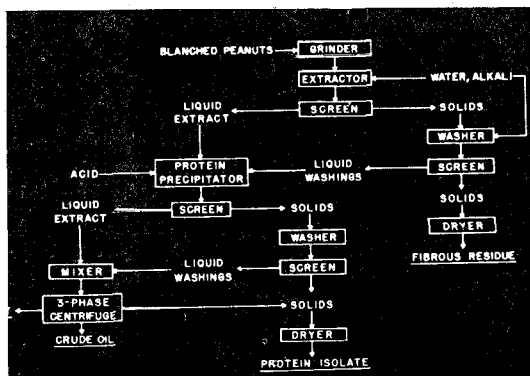 BLANCHED PEANUTS GRINDER
EXTRACTOR WATER, ALKALI
LIQUID EXTRACT SCREEN SOLIDS
WASHER
ACID PROTEIN PRECIPITATOR LIQUID WASHINGS SCREEN
SOLIDS
LIQUID EXTRACT SCREEN SOLIDS
DRYER
WASHER
FIBROUS RESIDUE
MIXER LIQUID WASHINGS SCREEN
3-PHASE CENTRIFUGE SOLIDS
CRUDE OIL DRYER
PROTEIN ISOLATE